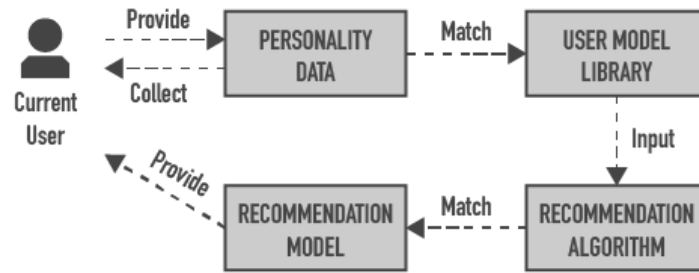 Provide
PERSONALITY
DATA
Match
USER MODEL
LIBRARY
Collect
Current
User
Input
Provide
RECOMMENDATION
MODEL
Match
RECOMMENDATION
ALGORITHM